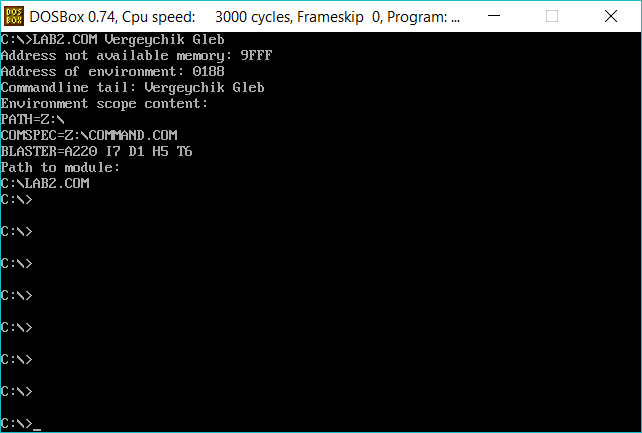 DOS BOX
DOSBox 0.74, Cpu speed: 3000 cycles, Frameskip 0, Program: ...
C:\>LAB2.COM Vergeychik Gleb
Address not available memory: 9FFF
Address of environment: 0188
Commandline tail: Vergeychik Gleb
Environment scope content:
PATH=Z:\
COMSPEC=Z:\COMMAND.COM
BLASTER=A220 I7 D1 H5 T6
Path to module:
C:\LAB2.COM
C:\>
C:\>
C:\>
C:\>
C:\>
C:\>
C:\>
C:\>_